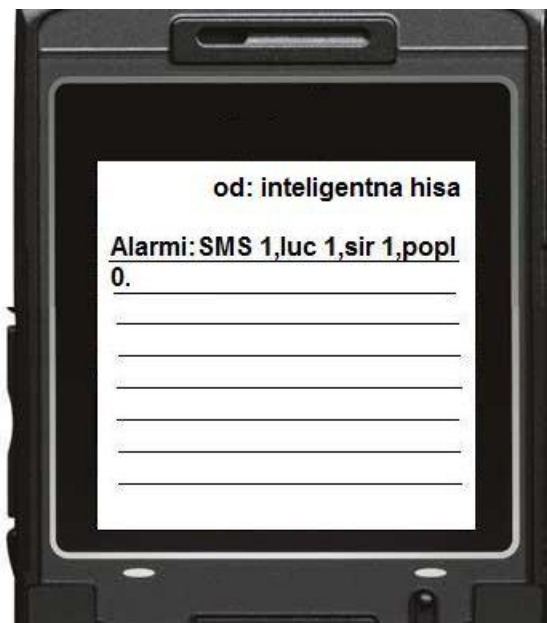 od: inteligentna hisa
Alarmi: SMS 1,luc 1,sir 1,popl
0.